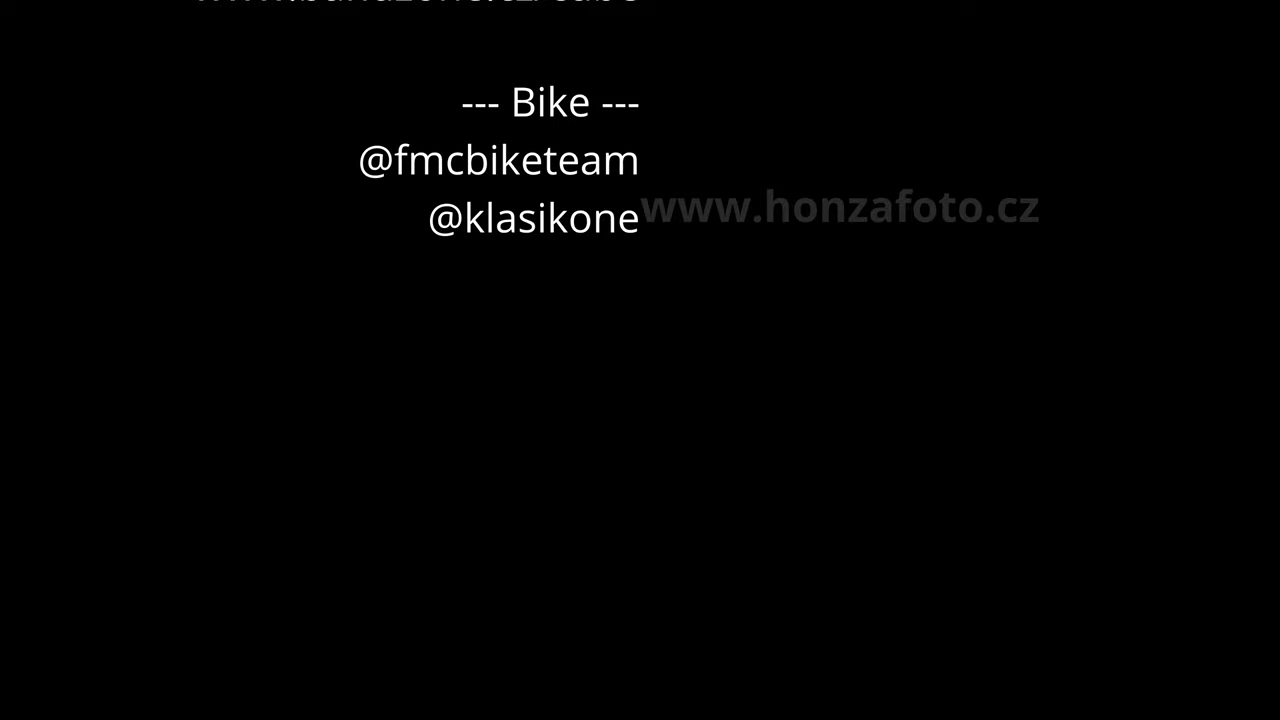 --- Bike ---
@fmcbiketeam
@klasikone
www.honzafoto.cz